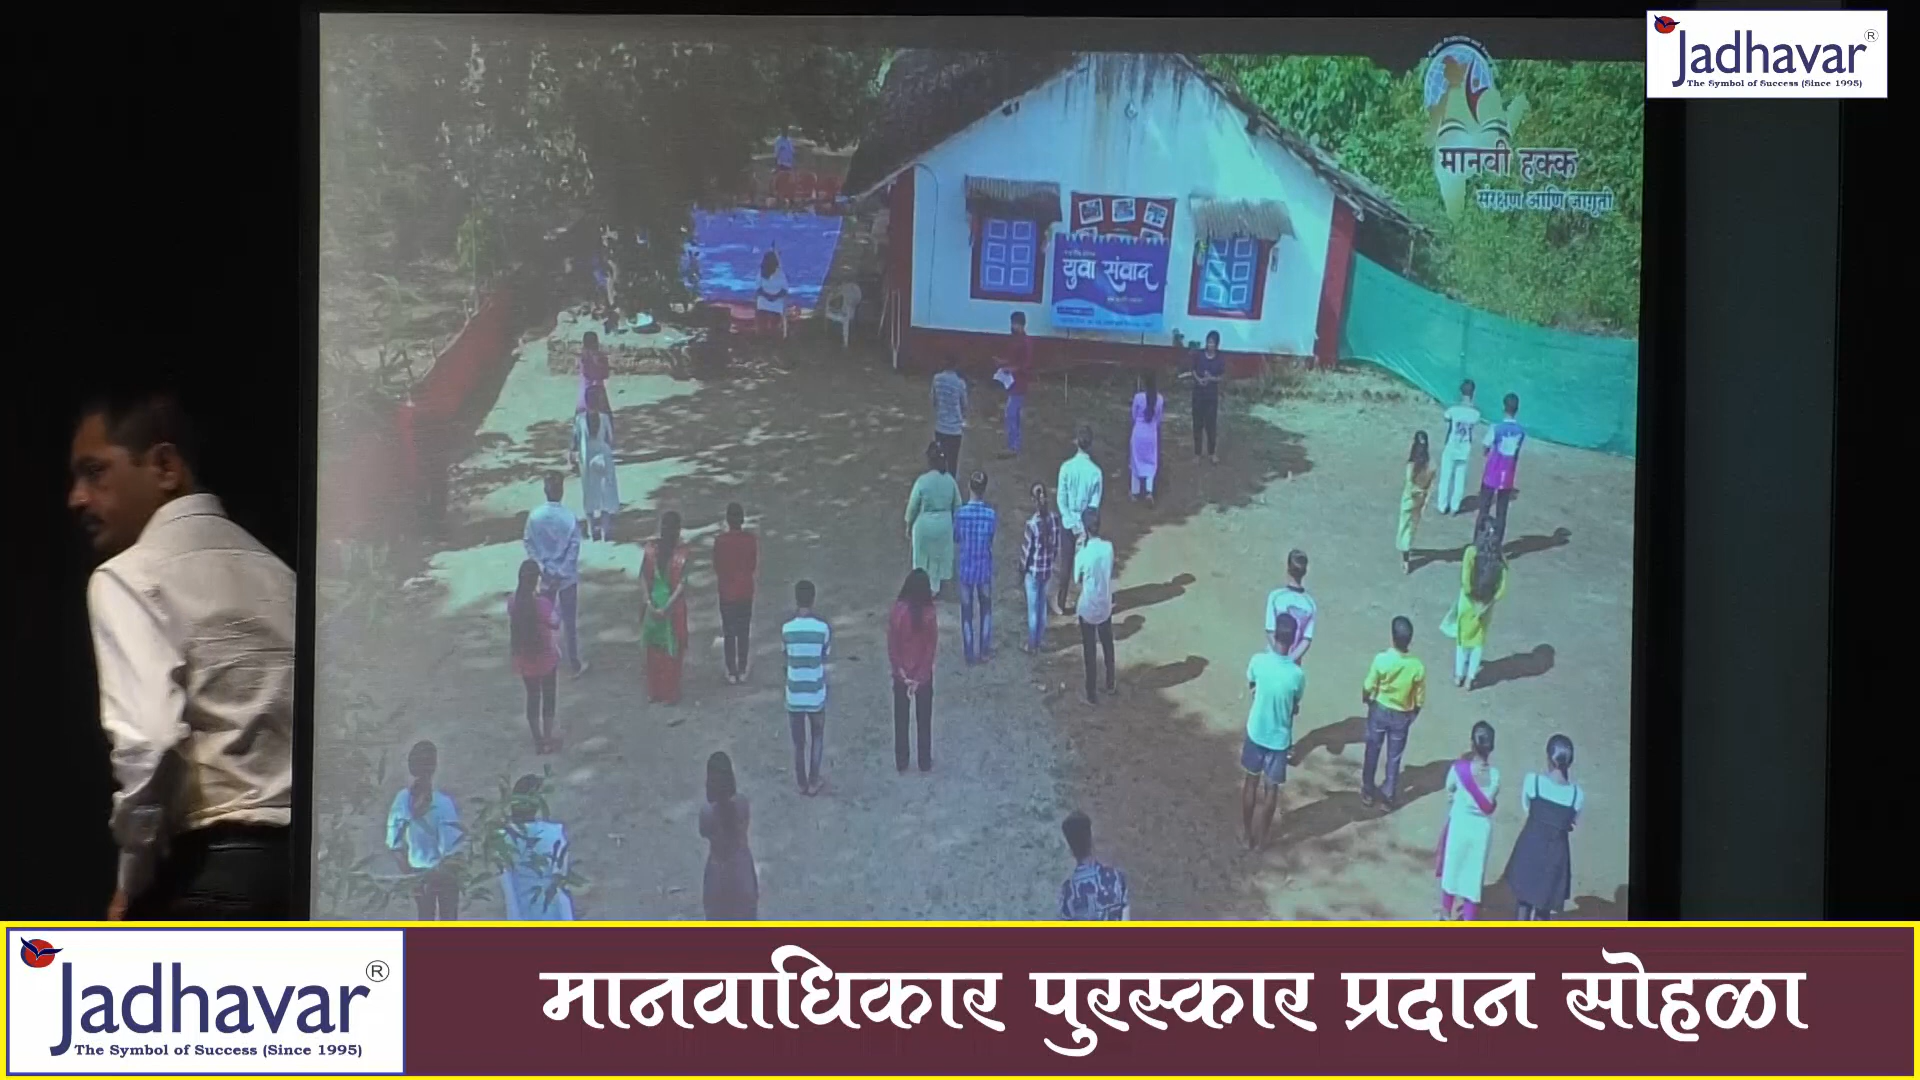 Jadhavar®
The Symbol of Success (Since 1995)
मानवी हक्क
संरक्षण आणि जागृती
युवा संवाद
Jadhavar®
The Symbol of Success (Since 1995)
मानवाधिकार पुरस्कार प्रदान सोहळा